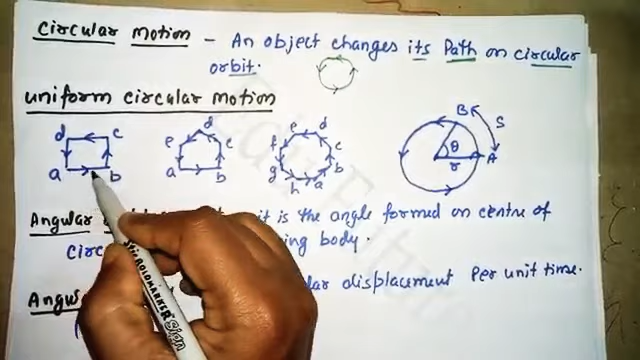 Circular Motion - An object changes its Path on circular
orbit.
uniform circular motion
d c
a b
d
e c
a b
e d
f c
g b
h a
B S
θ
r A
Angular it is the angle formed on centre of
circ ing body.
Angu lar displacement Per unit time.